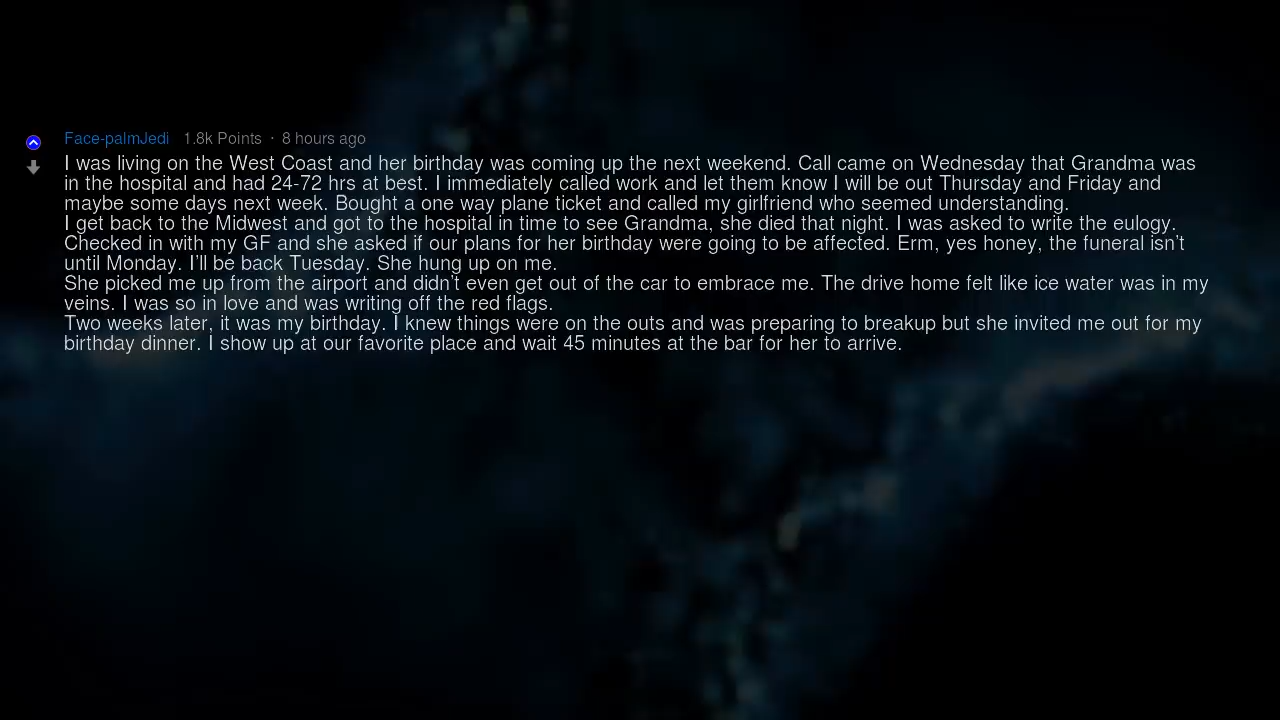 Face-palmJedi 1.8k Points · 8 hours ago
I was living on the West Coast and her birthday was coming up the next weekend. Call came on Wednesday that Grandma was
in the hospital and had 24-72 hrs at best. I immediately called work and let them know I will be out Thursday and Friday and
maybe some days next week. Bought a one way plane ticket and called my girlfriend who seemed understanding.
I get back to the Midwest and got to the hospital in time to see Grandma, she died that night. I was asked to write the eulogy.
Checked in with my GF and she asked if our plans for her birthday were going to be affected. Erm, yes honey, the funeral isn't
until Monday. I'll be back Tuesday. She hung up on me.
She picked me up from the airport and didn't even get out of the car to embrace me. The drive home felt like ice water was in my
veins. I was so in love and was writing off the red flags.
Two weeks later, it was my birthday. I knew things were on the outs and was preparing to breakup but she invited me out for my
birthday dinner. I show up at our favorite place and wait 45 minutes at the bar for her to arrive.